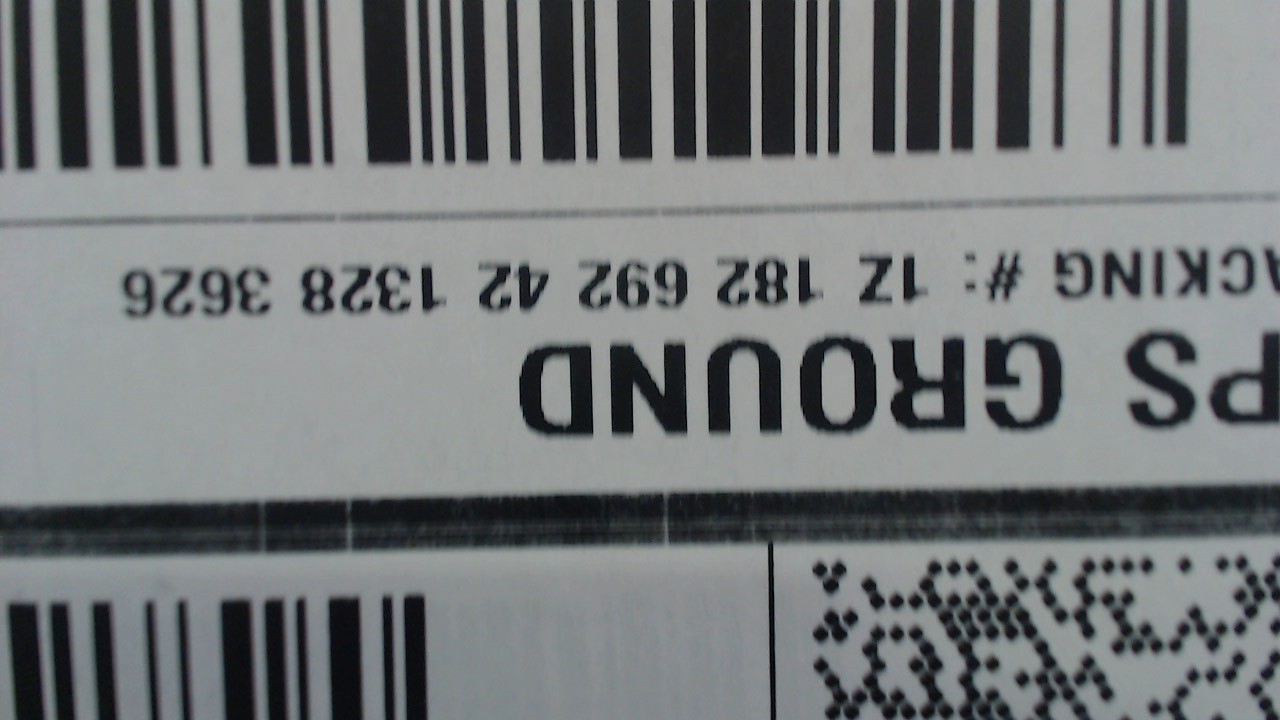 PS GROUND
ACKING #: 1Z 182 692 42 1328 3626